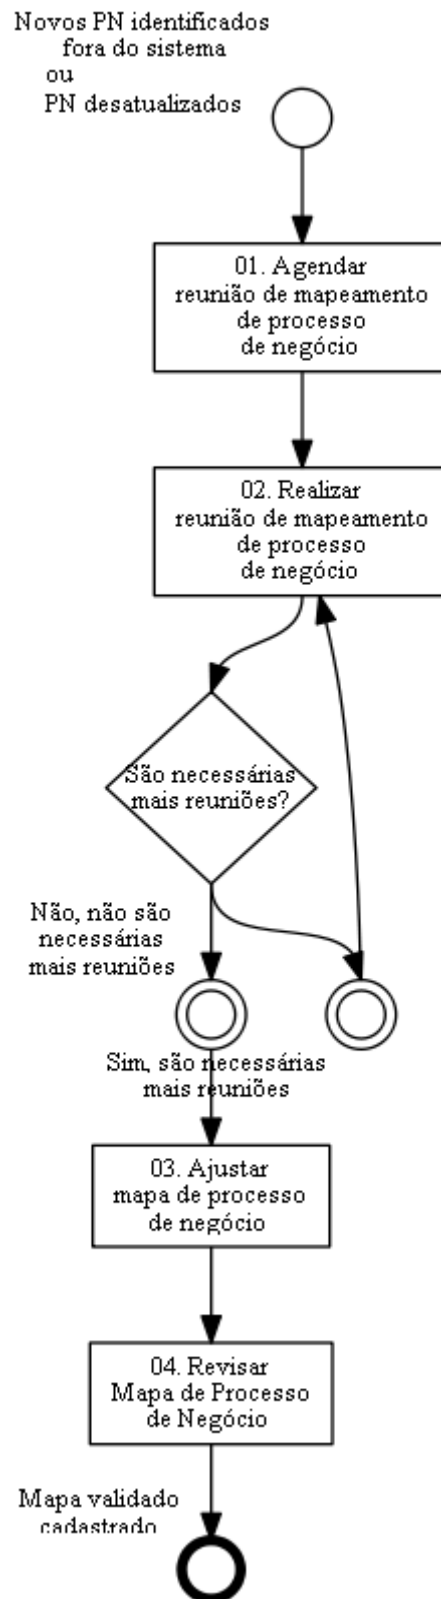 Novos PN identificados
fora do sistema
ou
PN desatualizados
01. Agendar
reunião de mapeamento
de processo
de negócio
02. Realizar
reunião de mapeamento
de processo
de negócio
São necessárias
mais reuniões?
Não, não são
necessárias
mais reuniões
Sim, são necessárias
mais reuniões
03. Ajustar
mapa de processo
de negócio
04. Revisar
Mapa de Processo
de Negócio
Mapa validado
cadastrado